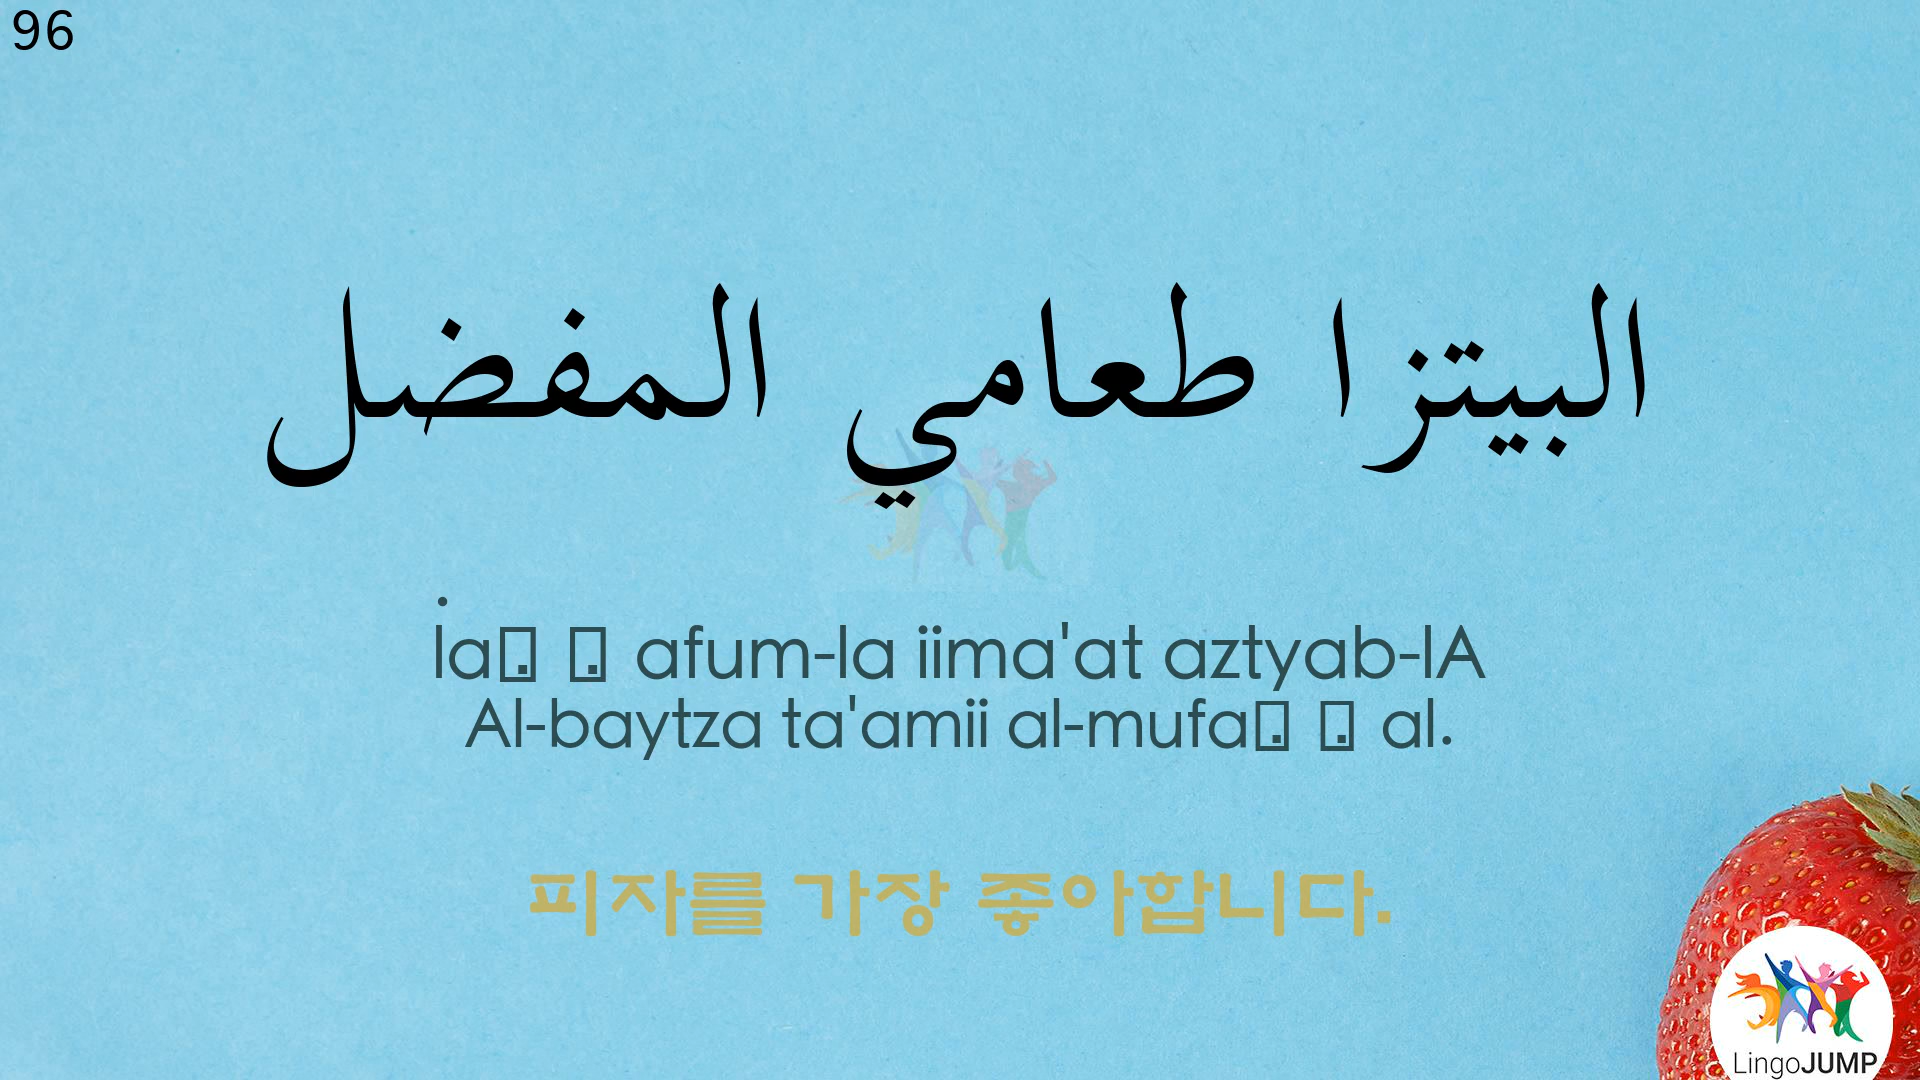 96
البيتزا طعامي المفضل
.la▯ ▯ afum-la iima'at aztyab-lA
Al-baytza ta'amii al-mufa▯ ▯ al.
피자를 가장 좋아합니다.
LingoJUMP